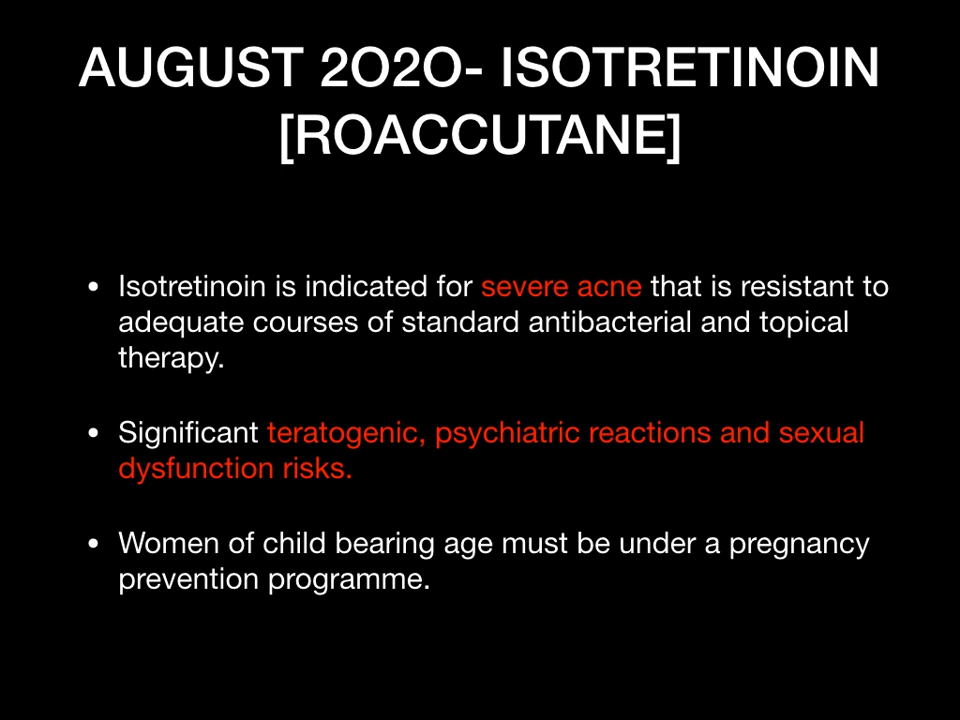 AUGUST 2O2O- ISOTRETINOIN
[ROACCUTANE]
• Isotretinoin is indicated for severe acne that is resistant to
adequate courses of standard antibacterial and topical
therapy.
• Significant teratogenic, psychiatric reactions and sexual
dysfunction risks.
• Women of child bearing age must be under a pregnancy
prevention programme.